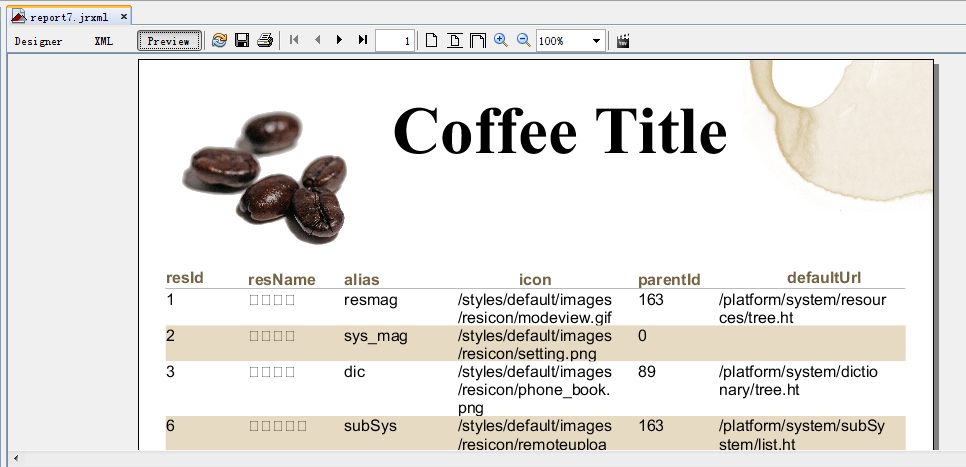 report7.jrxml
Designer XML Preview 1 100%
Coffee Title
resId resName alias icon parentId defaultUrl
1 □□□□ resmag /styles/default/images 163 /platform/system/resour
/resicon/modeview.gif ces/tree.ht
2 □□□□ sys_mag /styles/default/images 0
/resicon/setting.png
3 □□□□ dic /styles/default/images 89 /platform/system/dictio
/resicon/phone_book. nary/tree.ht
png
6 □□□□□ subSys /styles/default/images 163 /platform/system/subSy
/resicon/remoteuploa stem/list.ht